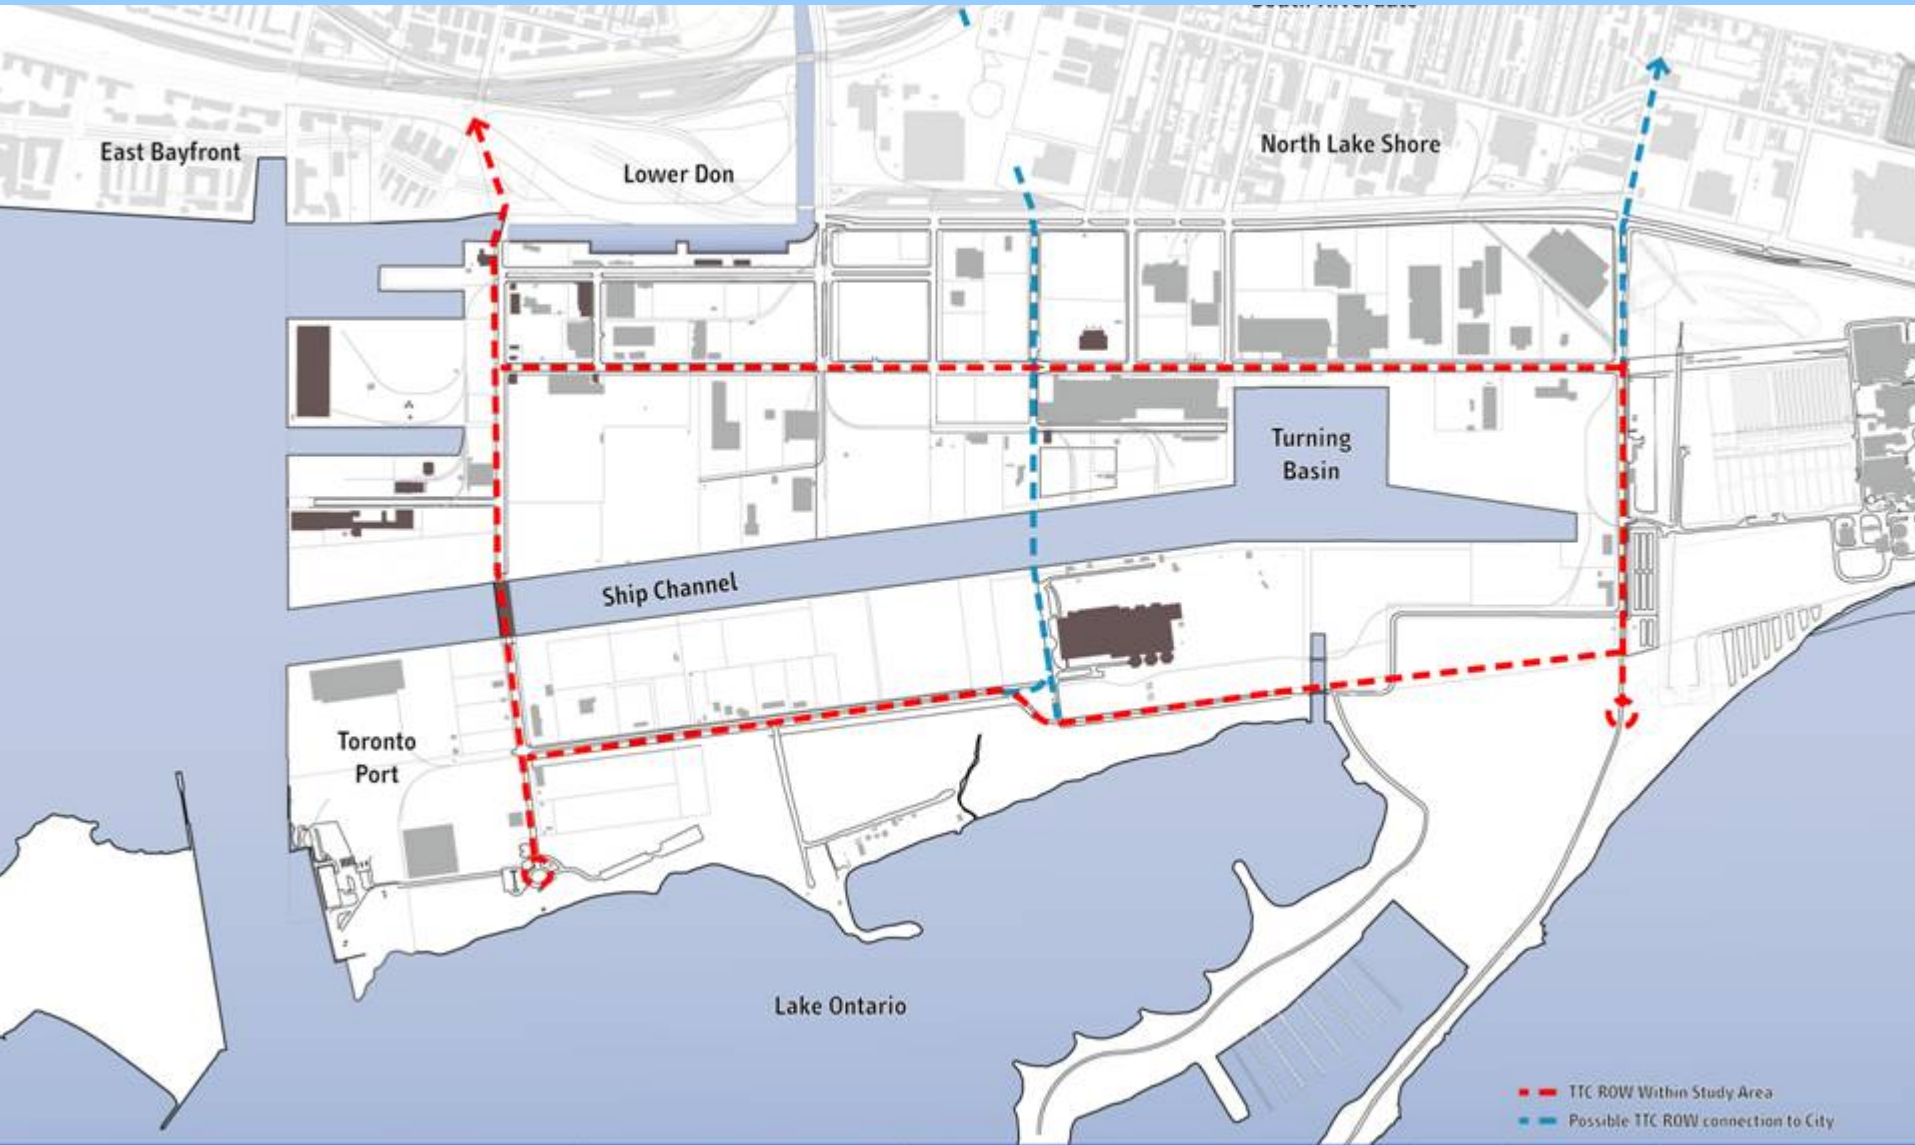 East Bayfront
Lower Don
North Lake Shore
Turning
Basin
Ship Channel
Toronto
Port
Lake Ontario
TTC ROW Within Study Area
Possible TTC ROW connection to City